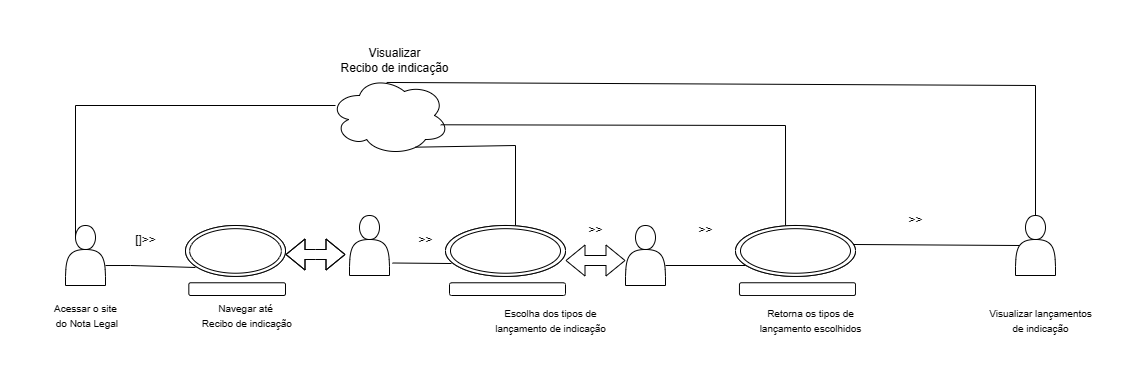 Visualizar
Recibo de indicação
[]>>
>>
>>
>>
>>
Acessar o site
do Nota Legal
Navegar até
Recibo de indicação
Escolha dos tipos de
lançamento de indicação
Retorna os tipos de
lançamento escolhidos
Visualizar lançamentos
de indicação